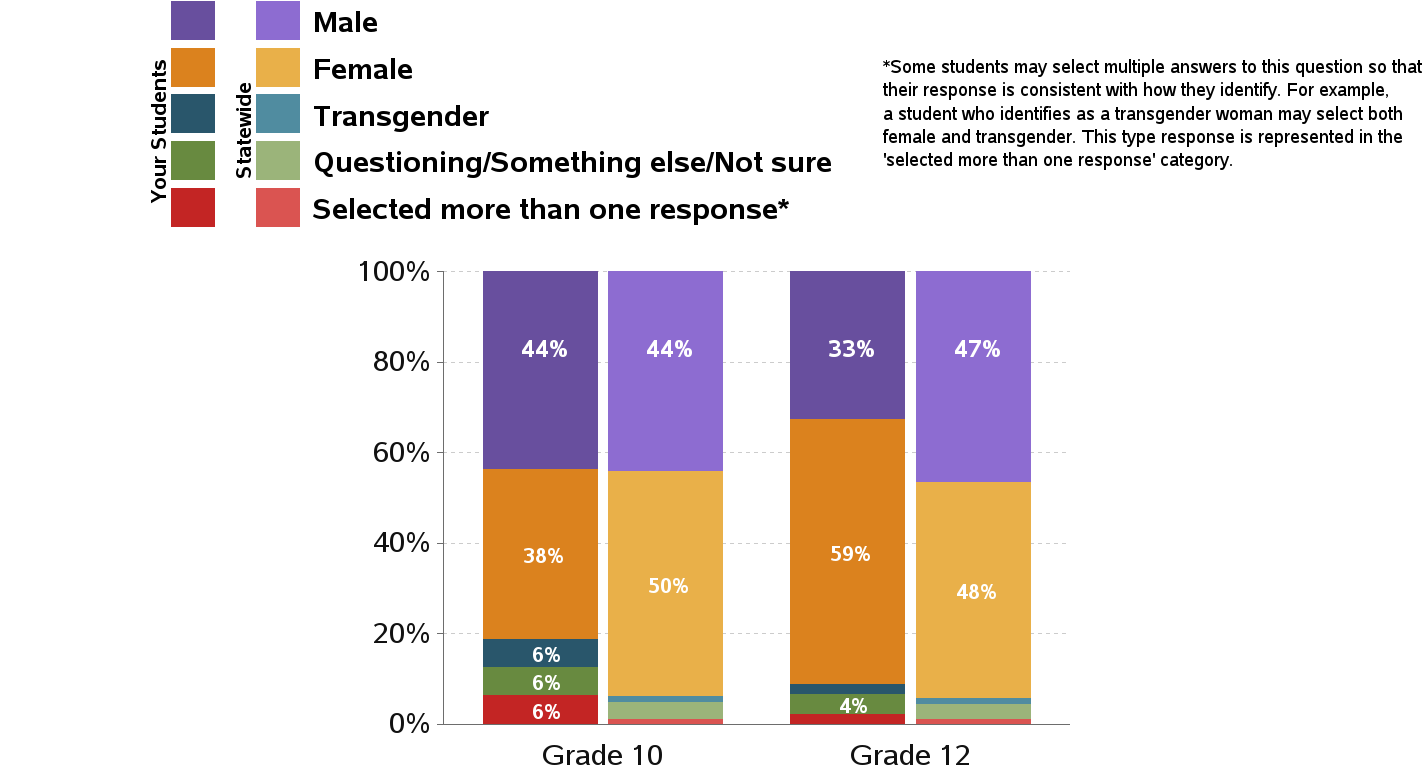 Your Students
Statewide
Male
Female
Transgender
Questioning/Something else/Not sure
Selected more than one response*
*Some students may select multiple answers to this question so that
their response is consistent with how they identify. For example,
a student who identifies as a transgender woman may select both
female and transgender. This type response is represented in the
'selected more than one response' category.
100%
80%
60%
40%
20%
0%
44%
38%
6%
6%
6%
44%
50%
33%
59%
4%
47%
48%
Grade 10
Grade 12